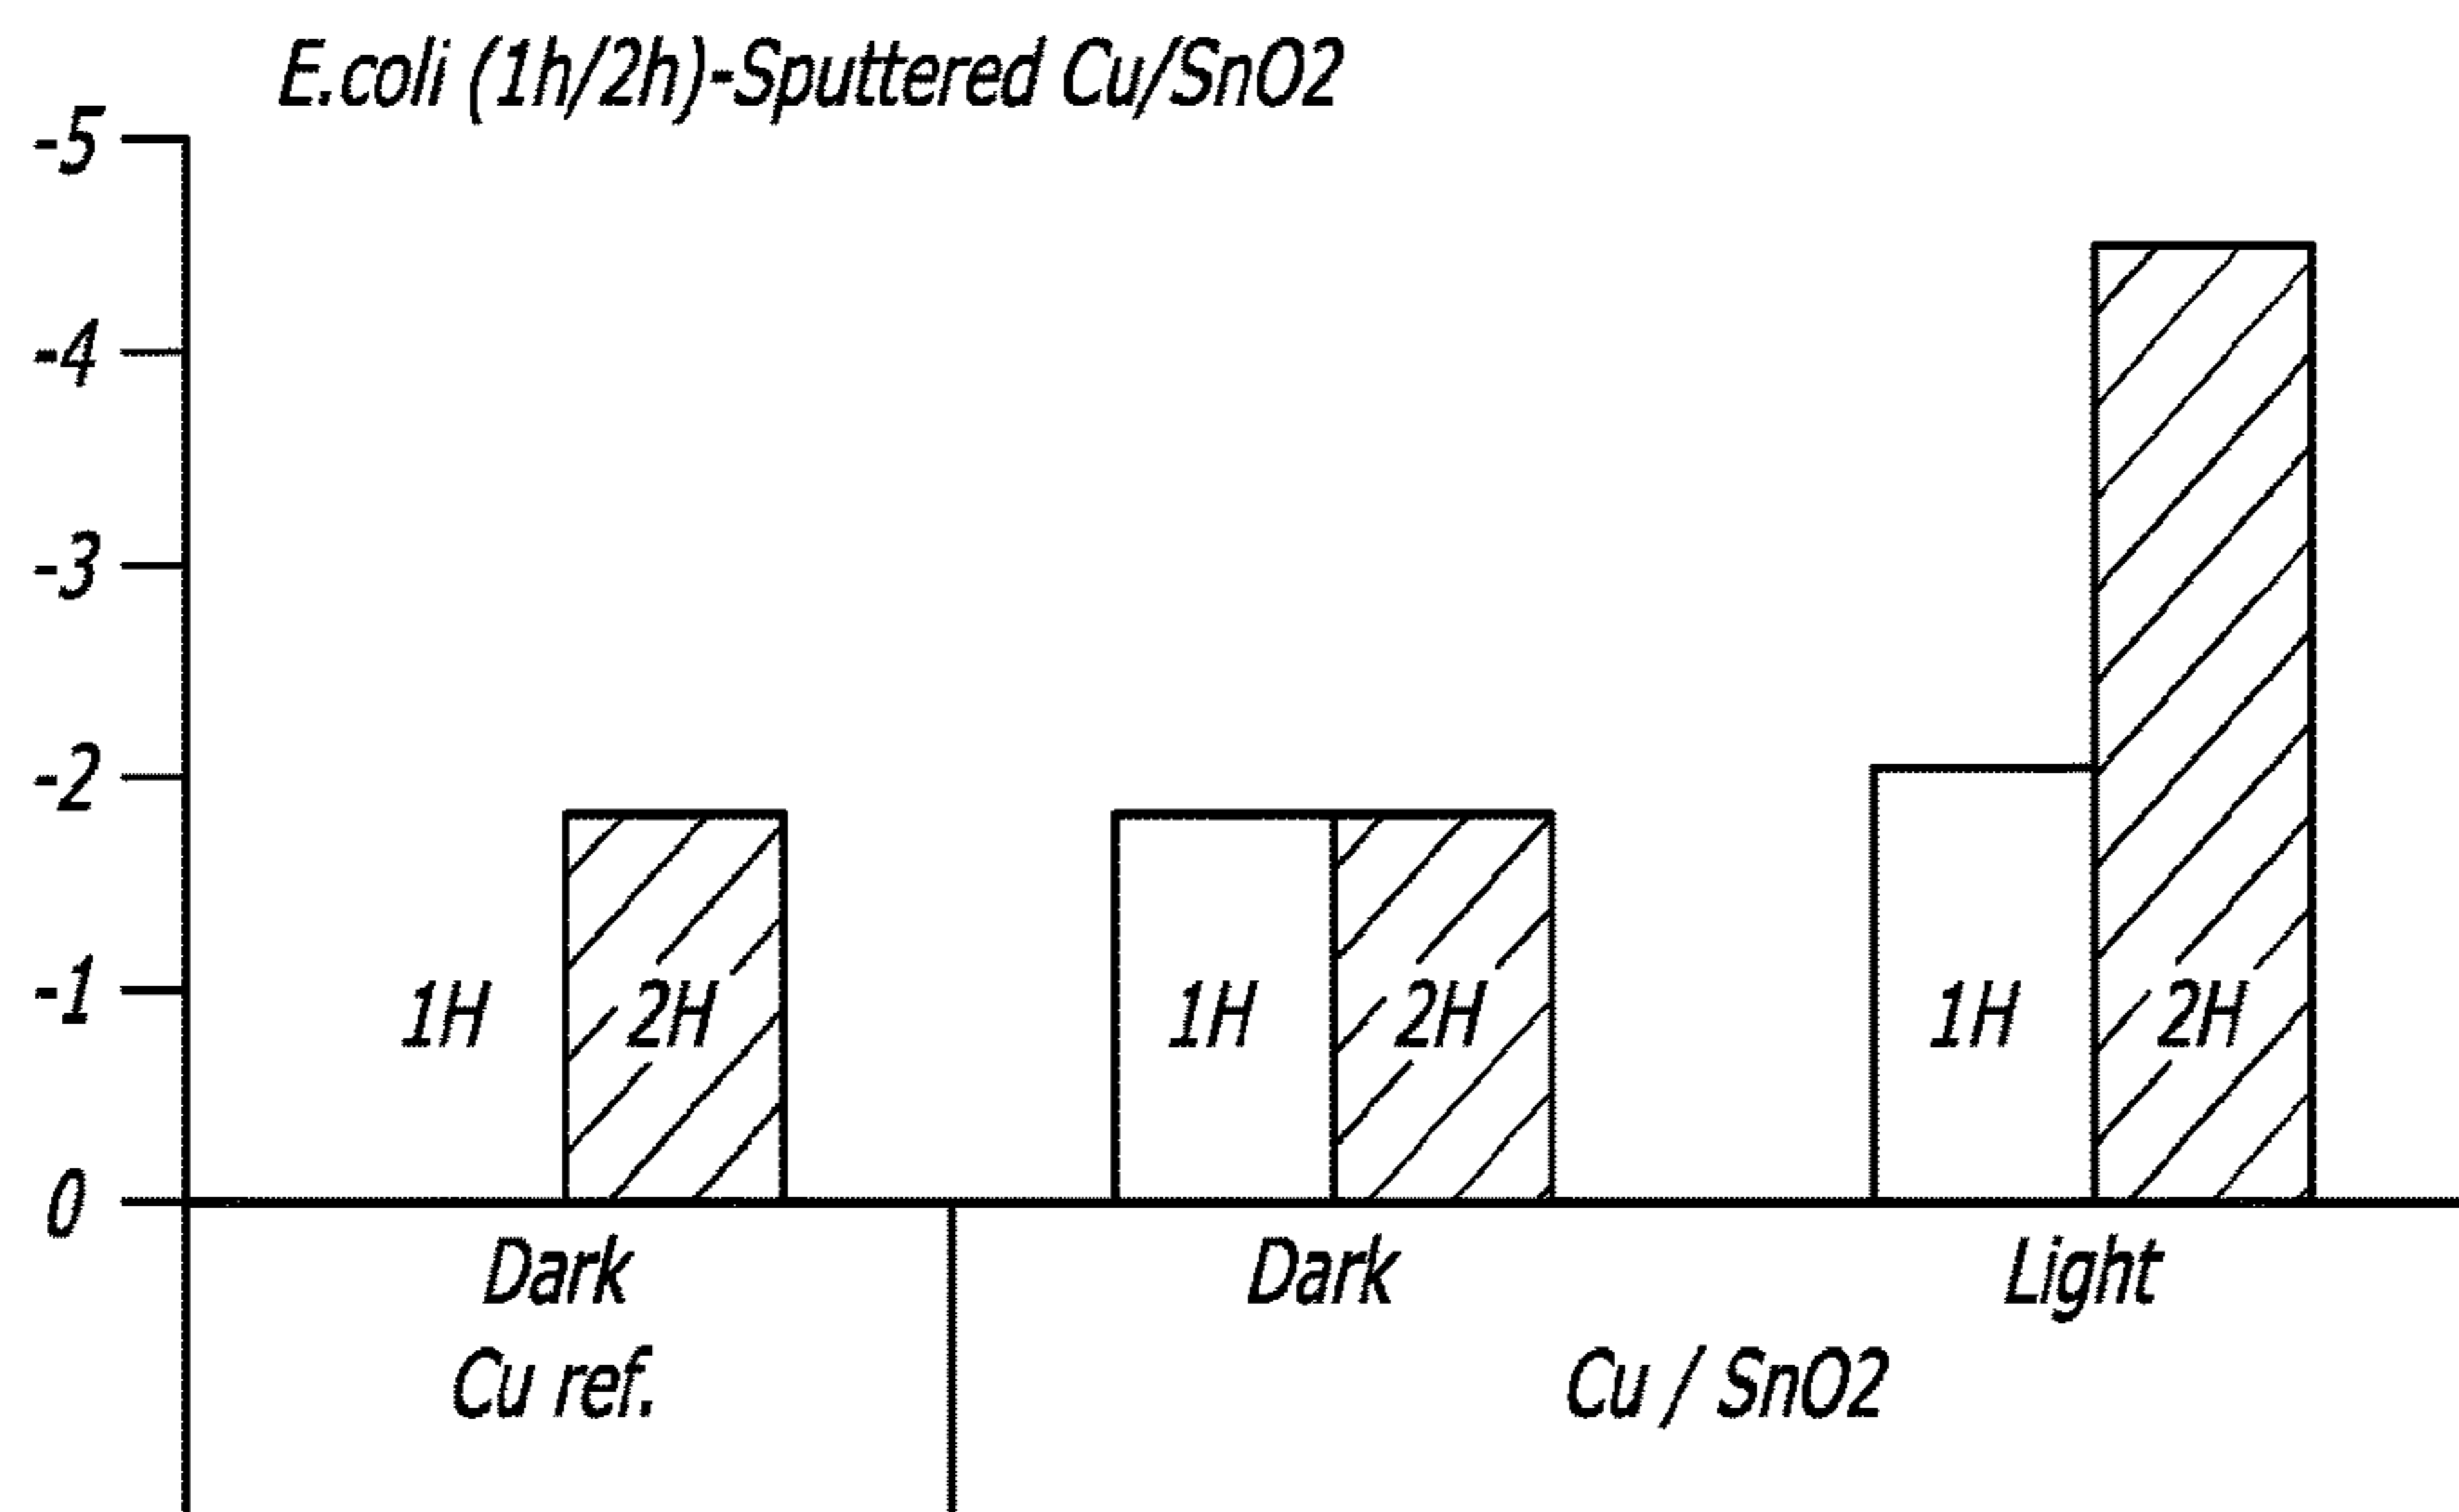 E.coli (1h/2h)-Sputtered Cu/SnO2
-5
-4
-3
-2
-1
0
1H 2H 1H 2H 1H 2H
Dark Dark Light
Cu ref. Cu / SnO2